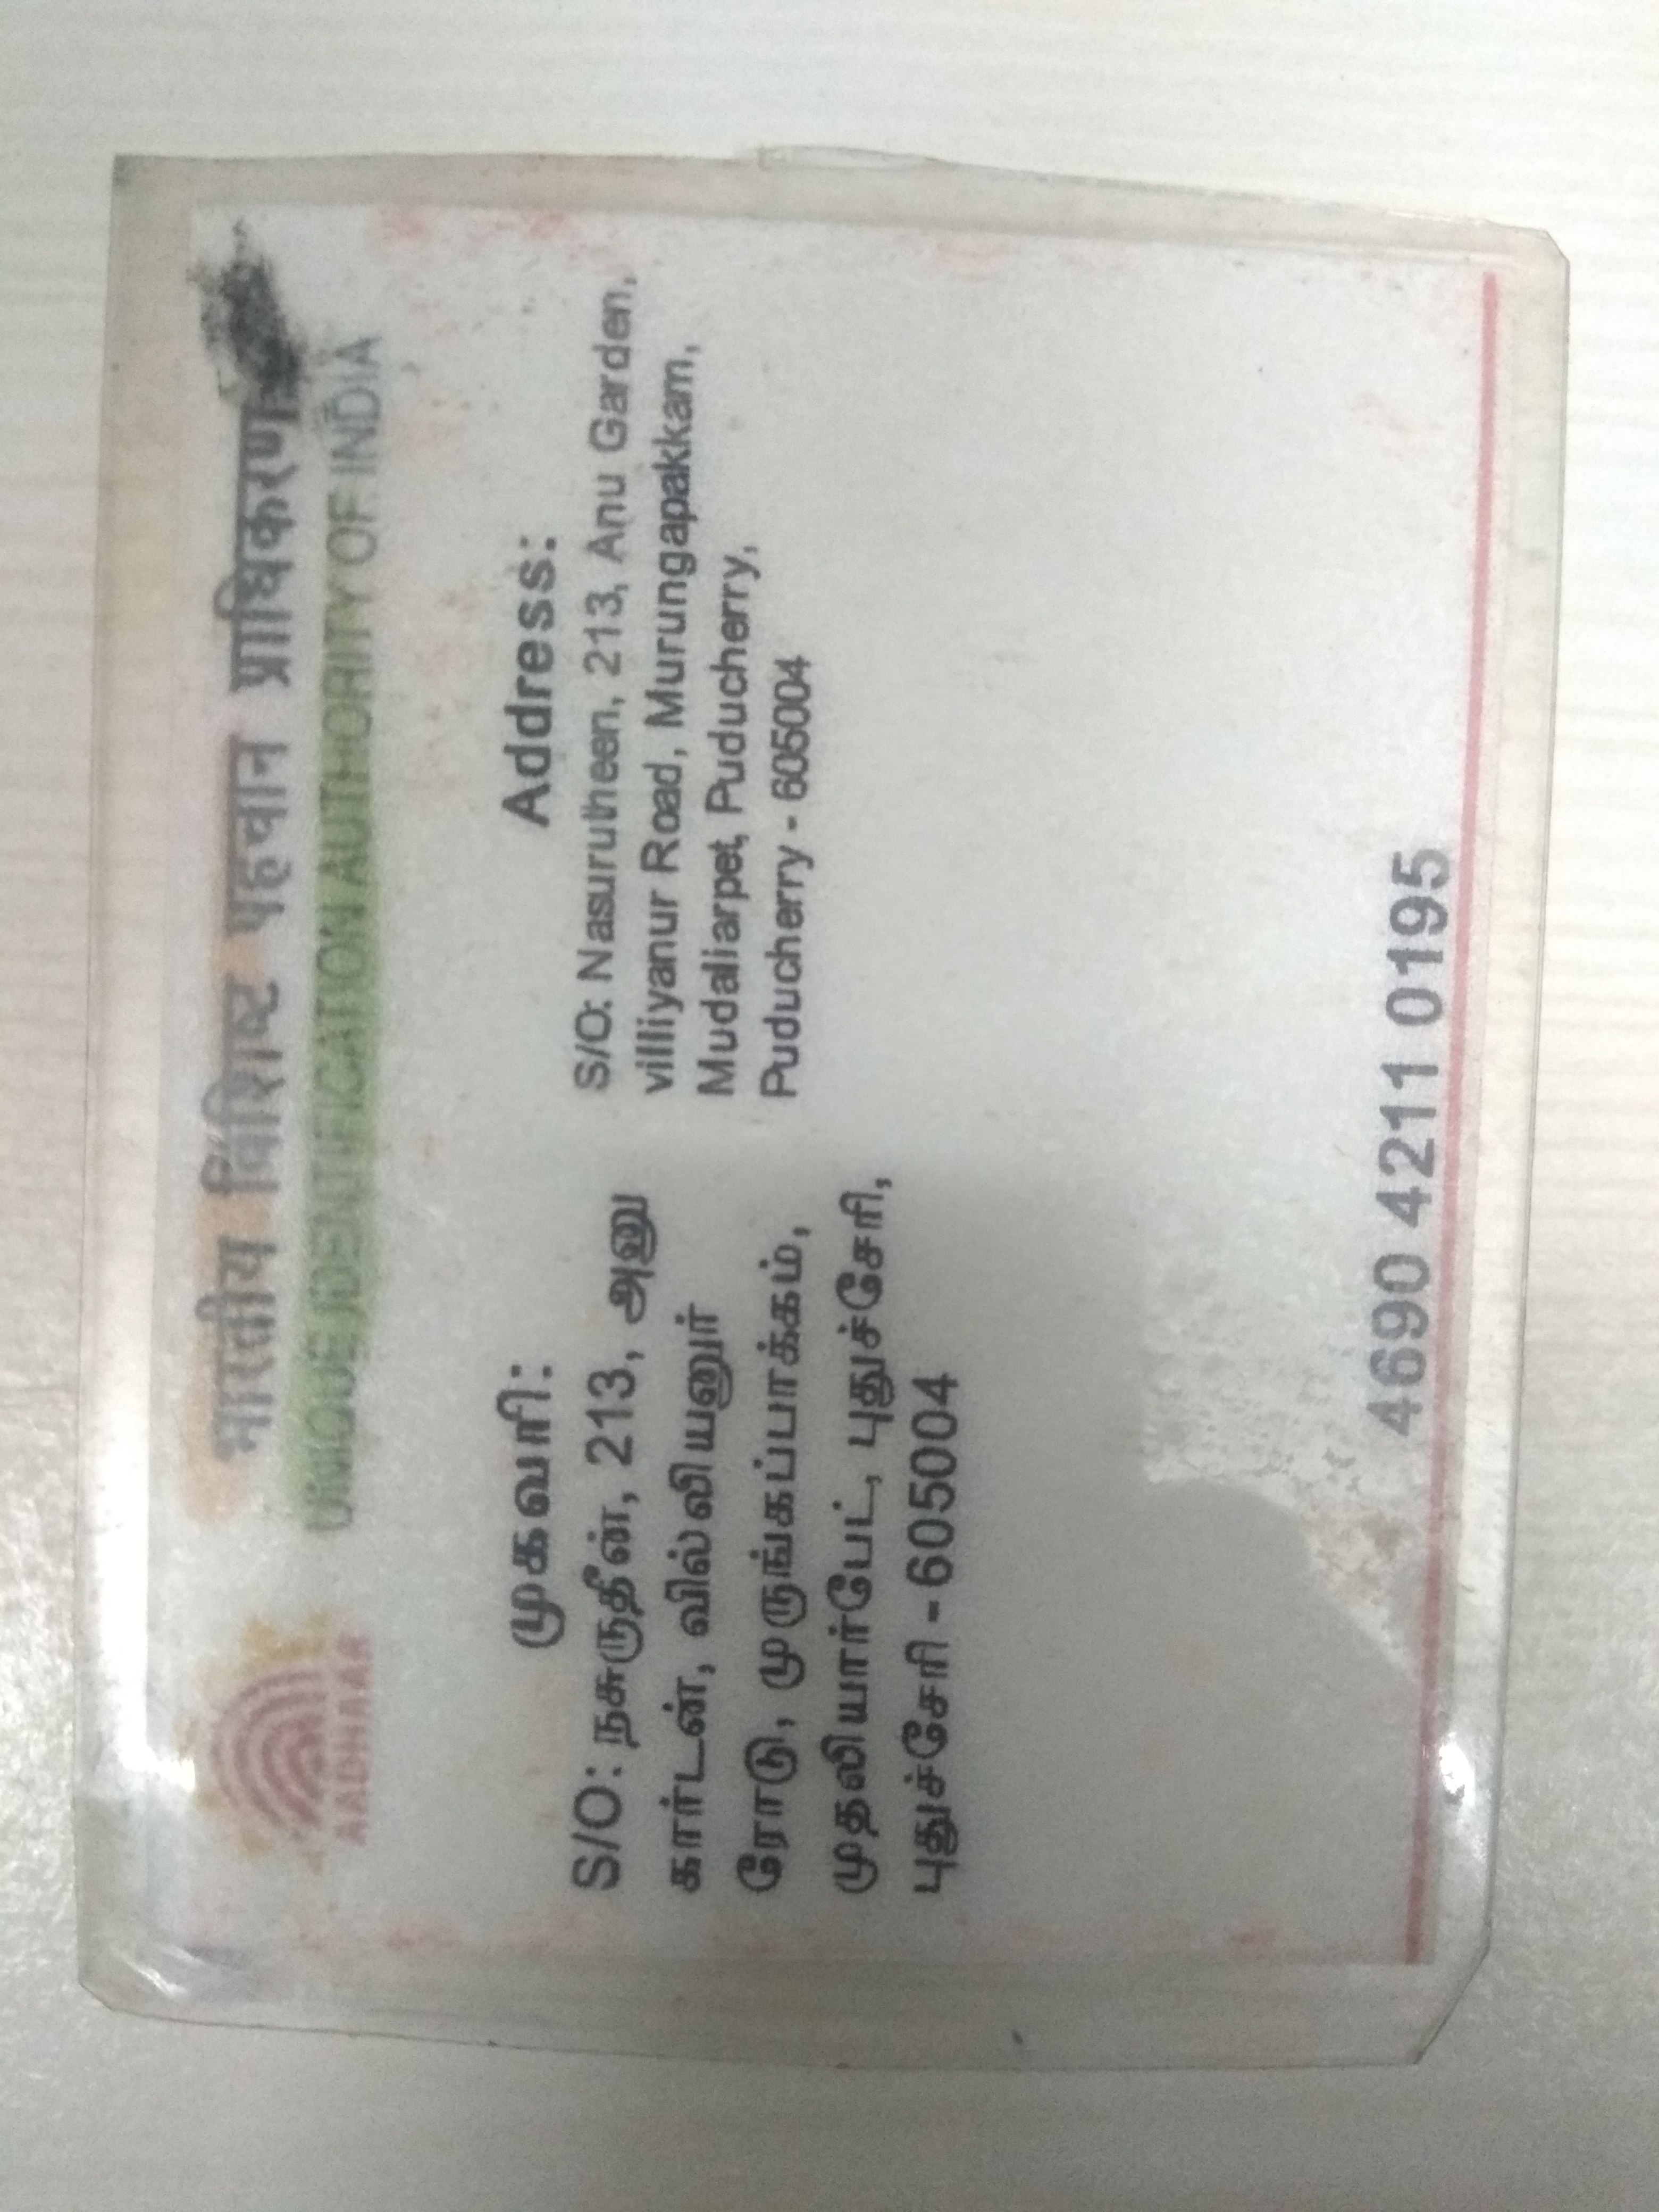 भारतीय विशिष्ट पहचान प्राधिकरण
UNIQUE IDENTIFICATION AUTHORITY OF INDIA
AADHAAR
முகவரி:
S/O: நசுருதீன், 213, அனு
கார்டன், வில்லியனுர்
ரோடு, முருங்கப்பாக்கம்,
முதலியார்பேட், புதுச்சேரி,
புதுச்சேரி - 605004
Address:
S/O: Nasurutheen, 213, Anu Garden,
villiyanur Road, Murungapakkam,
Mudaliarpet, Puducherry,
Puducherry - 605004
4690 4211 0195